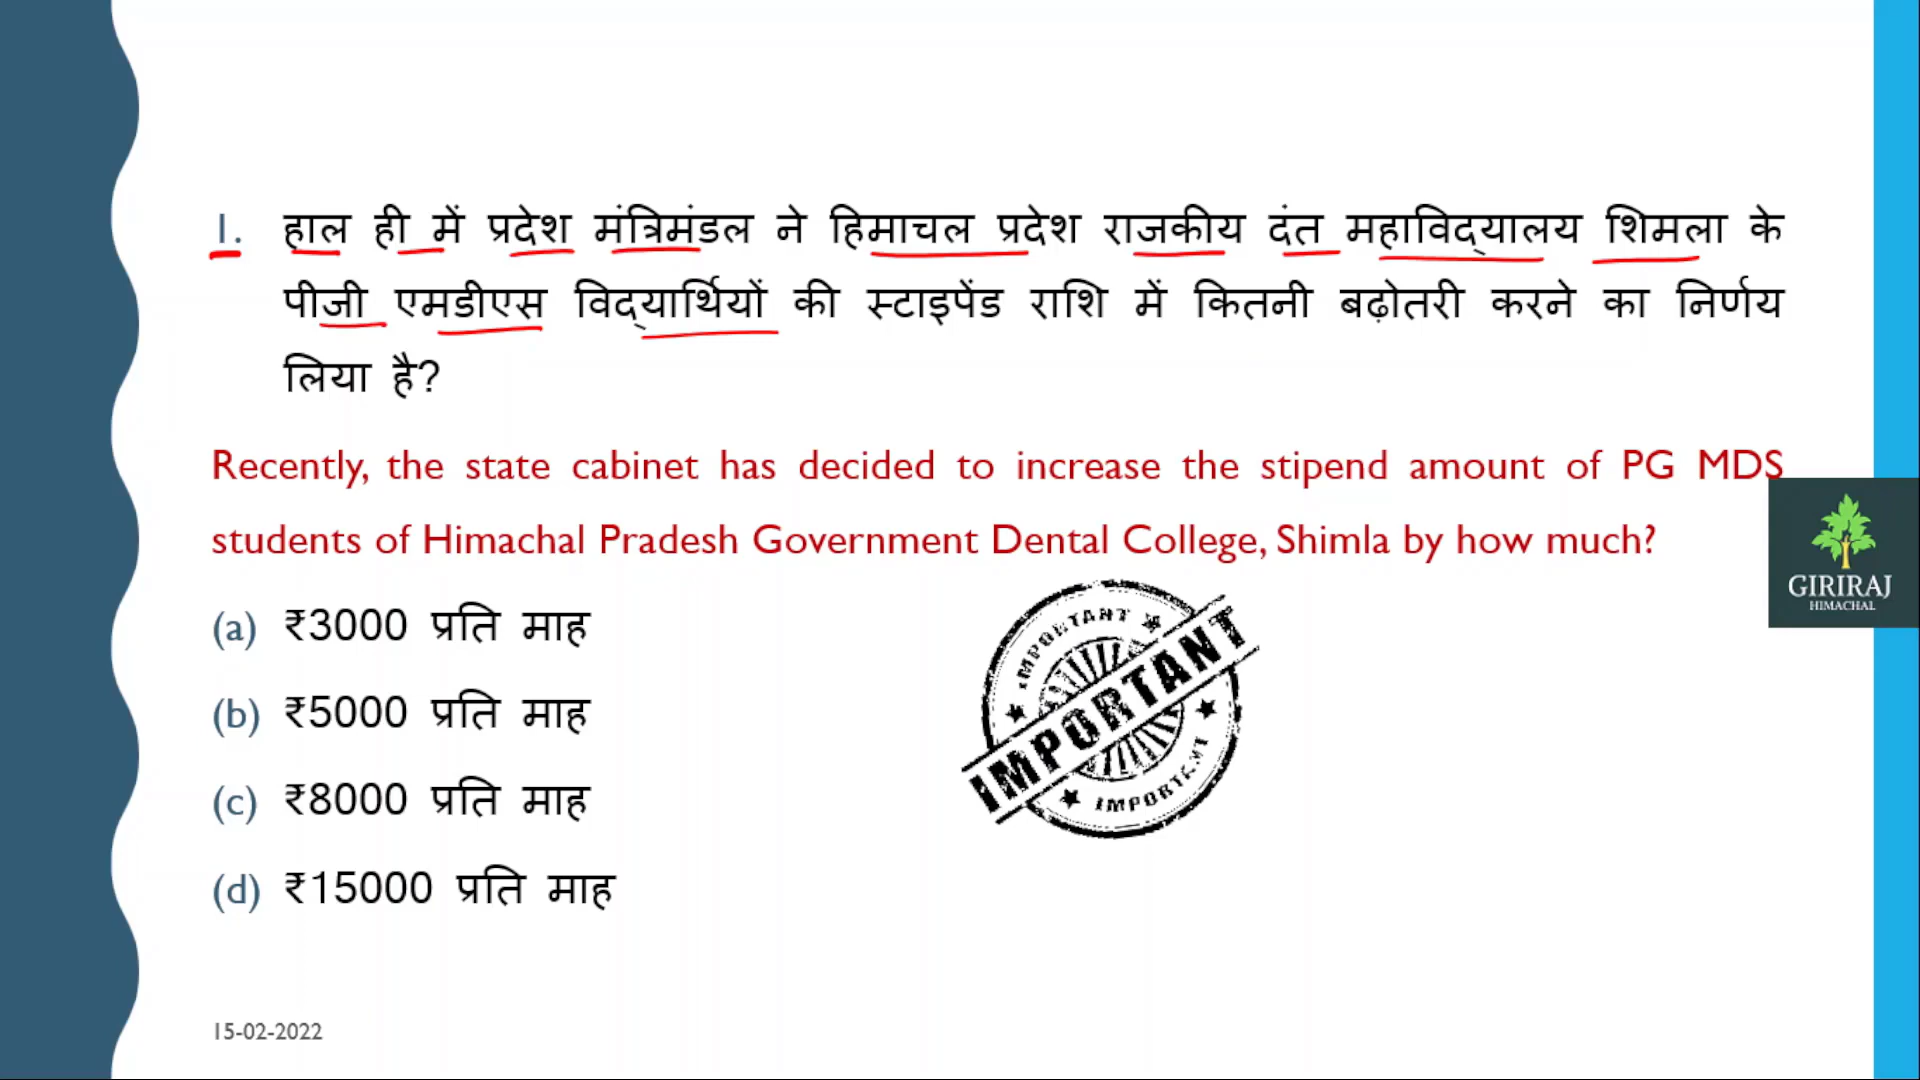 1. हाल ही में प्रदेश मंत्रिमंडल ने हिमाचल प्रदेश राजकीय दंत महाविद्यालय शिमला के
पीजी एमडीएस विद्यार्थियों की स्टाइपेंड राशि में कितनी बढ़ोतरी करने का निर्णय
लिया है?
Recently, the state cabinet has decided to increase the stipend amount of PG MDS
students of Himachal Pradesh Government Dental College, Shimla by how much?
GIRIRAJ
HIMACHAL
(a) ₹3000 प्रति माह
(b) ₹5000 प्रति माह
(c) ₹8000 प्रति माह
(d) ₹15000 प्रति माह
IMPORTANT
IMPORTANT
IMPORTANT
15-02-2022